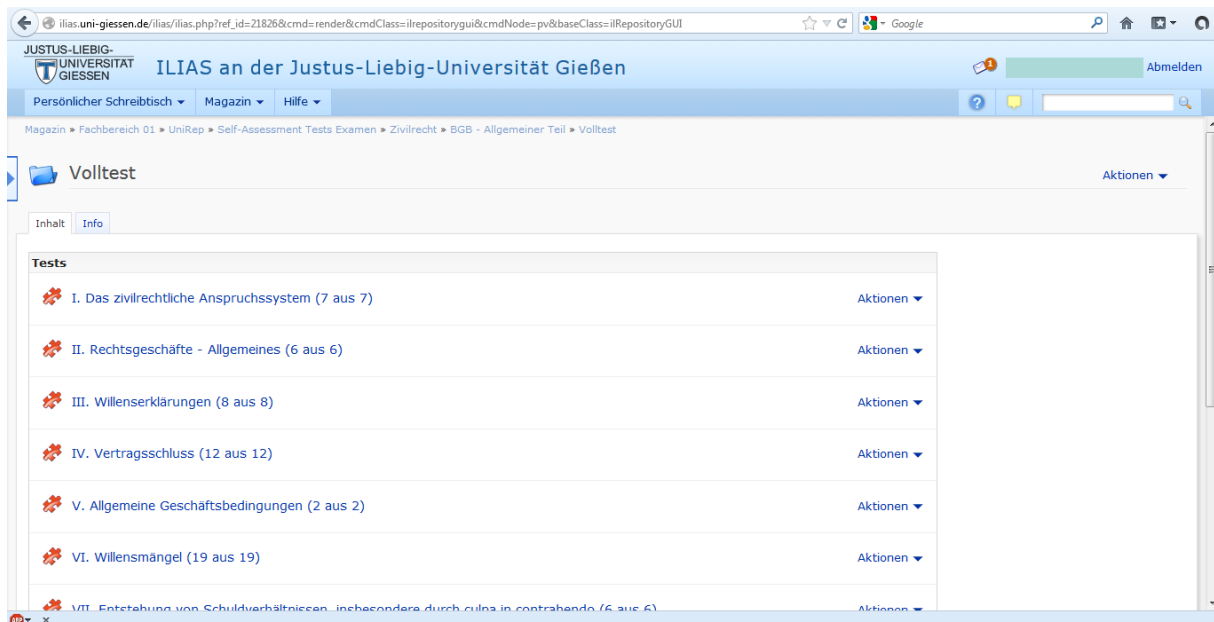 ilias.uni-giessen.de/ilias/ilias.php?ref_id=21826&cmd=render&cmdClass=ilrepositorygui&cmdNode=pv&baseClass=ilRepositoryGUI
Google
JUSTUS-LIEBIG-
UNIVERSITÄT
GIESSEN
ILIAS an der Justus-Liebig-Universität Gießen
1
Abmelden
Persönlicher Schreibtisch Magazin Hilfe
Magazin » Fachbereich 01 » UniRep » Self-Assessment Tests Examen » Zivilrecht » BGB - Allgemeiner Teil » Volltest
Volltest
Aktionen
Inhalt Info
Tests
I. Das zivilrechtliche Anspruchssystem (7 aus 7) Aktionen
II. Rechtsgeschäfte - Allgemeines (6 aus 6) Aktionen
III. Willenserklärungen (8 aus 8) Aktionen
IV. Vertragsschluss (12 aus 12) Aktionen
V. Allgemeine Geschäftsbedingungen (2 aus 2) Aktionen
VI. Willensmängel (19 aus 19) Aktionen
VII. Entstehung von Schuldverhältnissen, insbesondere durch culpa in contrahendo (6 aus 6) Aktionen
ABP